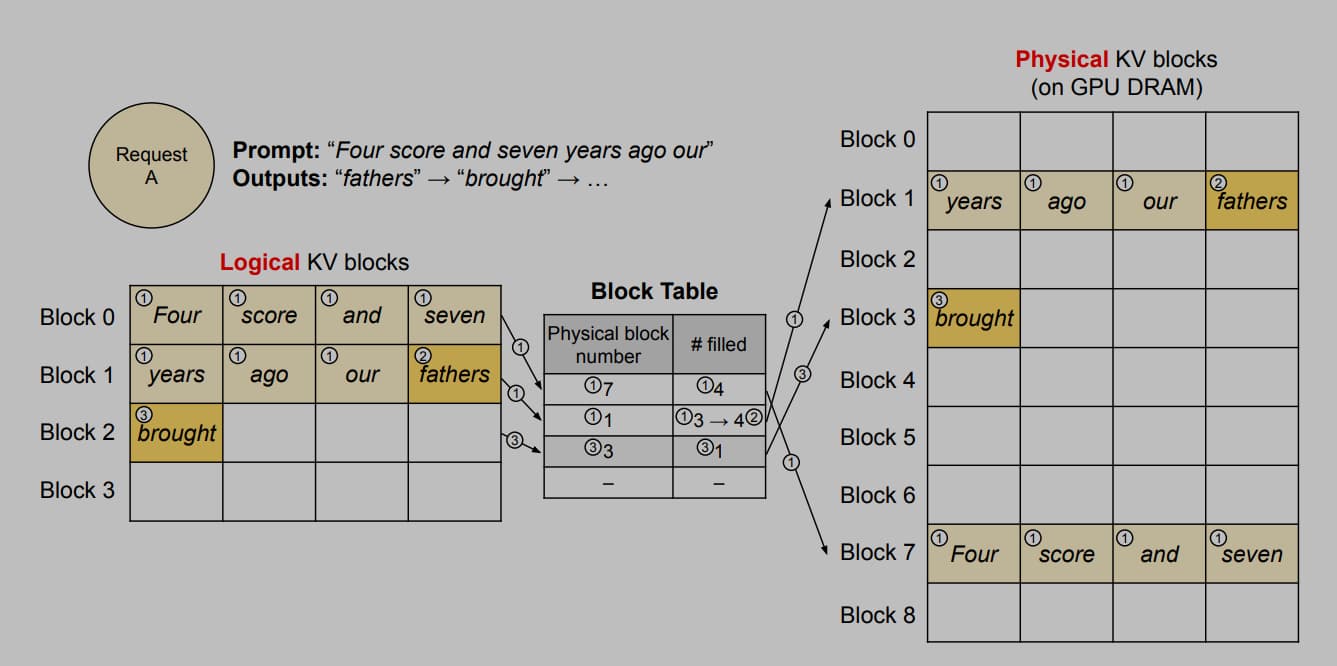 Request
A
Prompt: “Four score and seven years ago our”
Outputs: “fathers” → “brought” → …
Logical KV blocks
Block 0 ① Four ① score ① and ① seven
Block 1 ① years ① ago ① our ② fathers
Block 2 ③ brought
Block 3
① ① ③
Block Table
Physical block number # filled
①7 ①4
①1 ①3 → 4②
③3 ③1
– –
① ③ ①
Physical KV blocks
(on GPU DRAM)
Block 0
Block 1 ① years ① ago ① our ② fathers
Block 2
Block 3 ③ brought
Block 4
Block 5
Block 6
Block 7 ① Four ① score ① and ① seven
Block 8